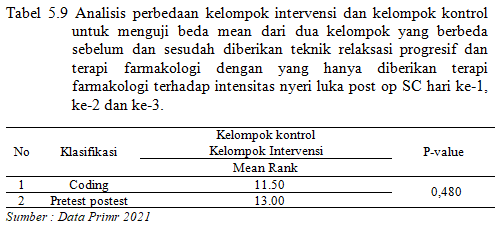 Tabel 5.9 Analisis perbedaan kelompok intervensi dan kelompok kontrol
untuk menguji beda mean dari dua kelompok yang berbeda
sebelum dan sesudah diberikan teknik relaksasi progresif dan
terapi farmakologi dengan yang hanya diberikan terapi
farmakologi terhadap intensitas nyeri luka post op SC hari ke-1,
ke-2 dan ke-3.
Kelompok kontrol
No Klasifikasi Kelompok Intervensi P-value
Mean Rank
1 Coding 11.50 0,480
2 Pretest postest 13.00
Sumber : Data Primr 2021